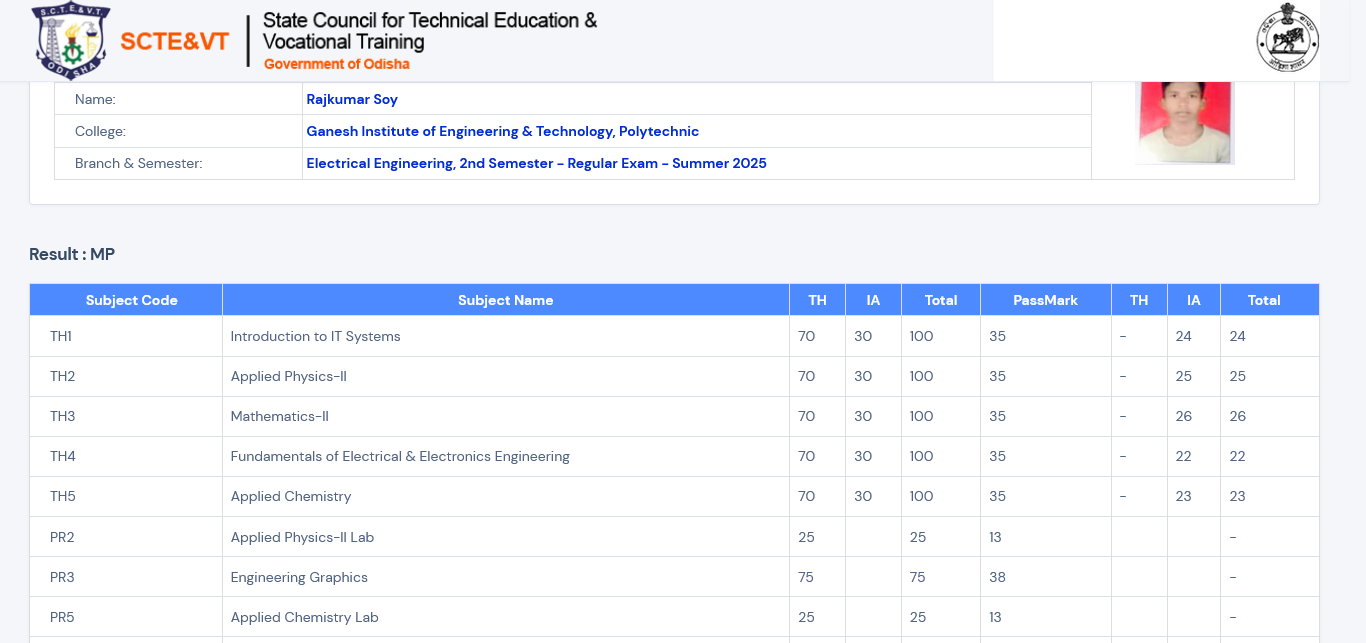 S.C.T.E.&V.T.
ODISHA
SCTE&VT
State Council for Technical Education &
Vocational Training
Government of Odisha
Name: Rajkumar Soy
College: Ganesh Institute of Engineering & Technology, Polytechnic
Branch & Semester: Electrical Engineering, 2nd Semester - Regular Exam - Summer 2025
Result : MP
Subject Code Subject Name TH IA Total PassMark TH IA Total
TH1 Introduction to IT Systems 70 30 100 35 - 24 24
TH2 Applied Physics-II 70 30 100 35 - 25 25
TH3 Mathematics-II 70 30 100 35 - 26 26
TH4 Fundamentals of Electrical & Electronics Engineering 70 30 100 35 - 22 22
TH5 Applied Chemistry 70 30 100 35 - 23 23
PR2 Applied Physics-II Lab 25 25 13 -
PR3 Engineering Graphics 75 75 38 -
PR5 Applied Chemistry Lab 25 25 13 -